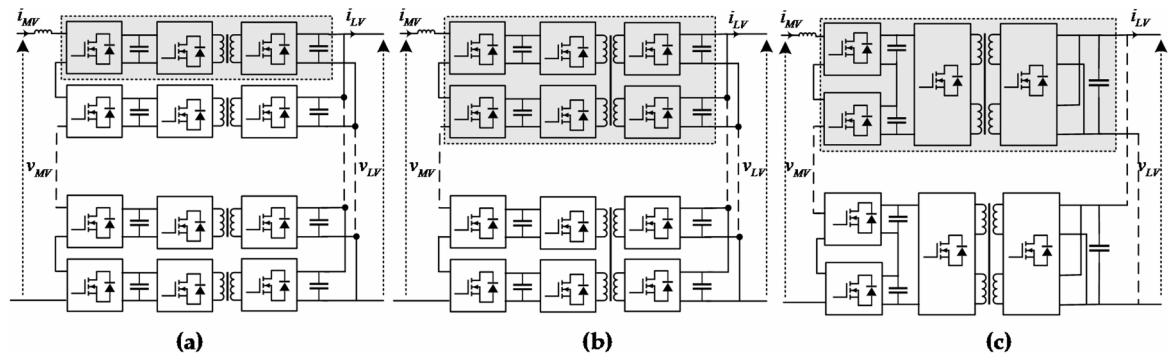 i_MV i_LV i_MV i_LV i_MV i_LV
v_MV v_LV v_MV v_LV v_MV v_LV
(a) (b) (c)